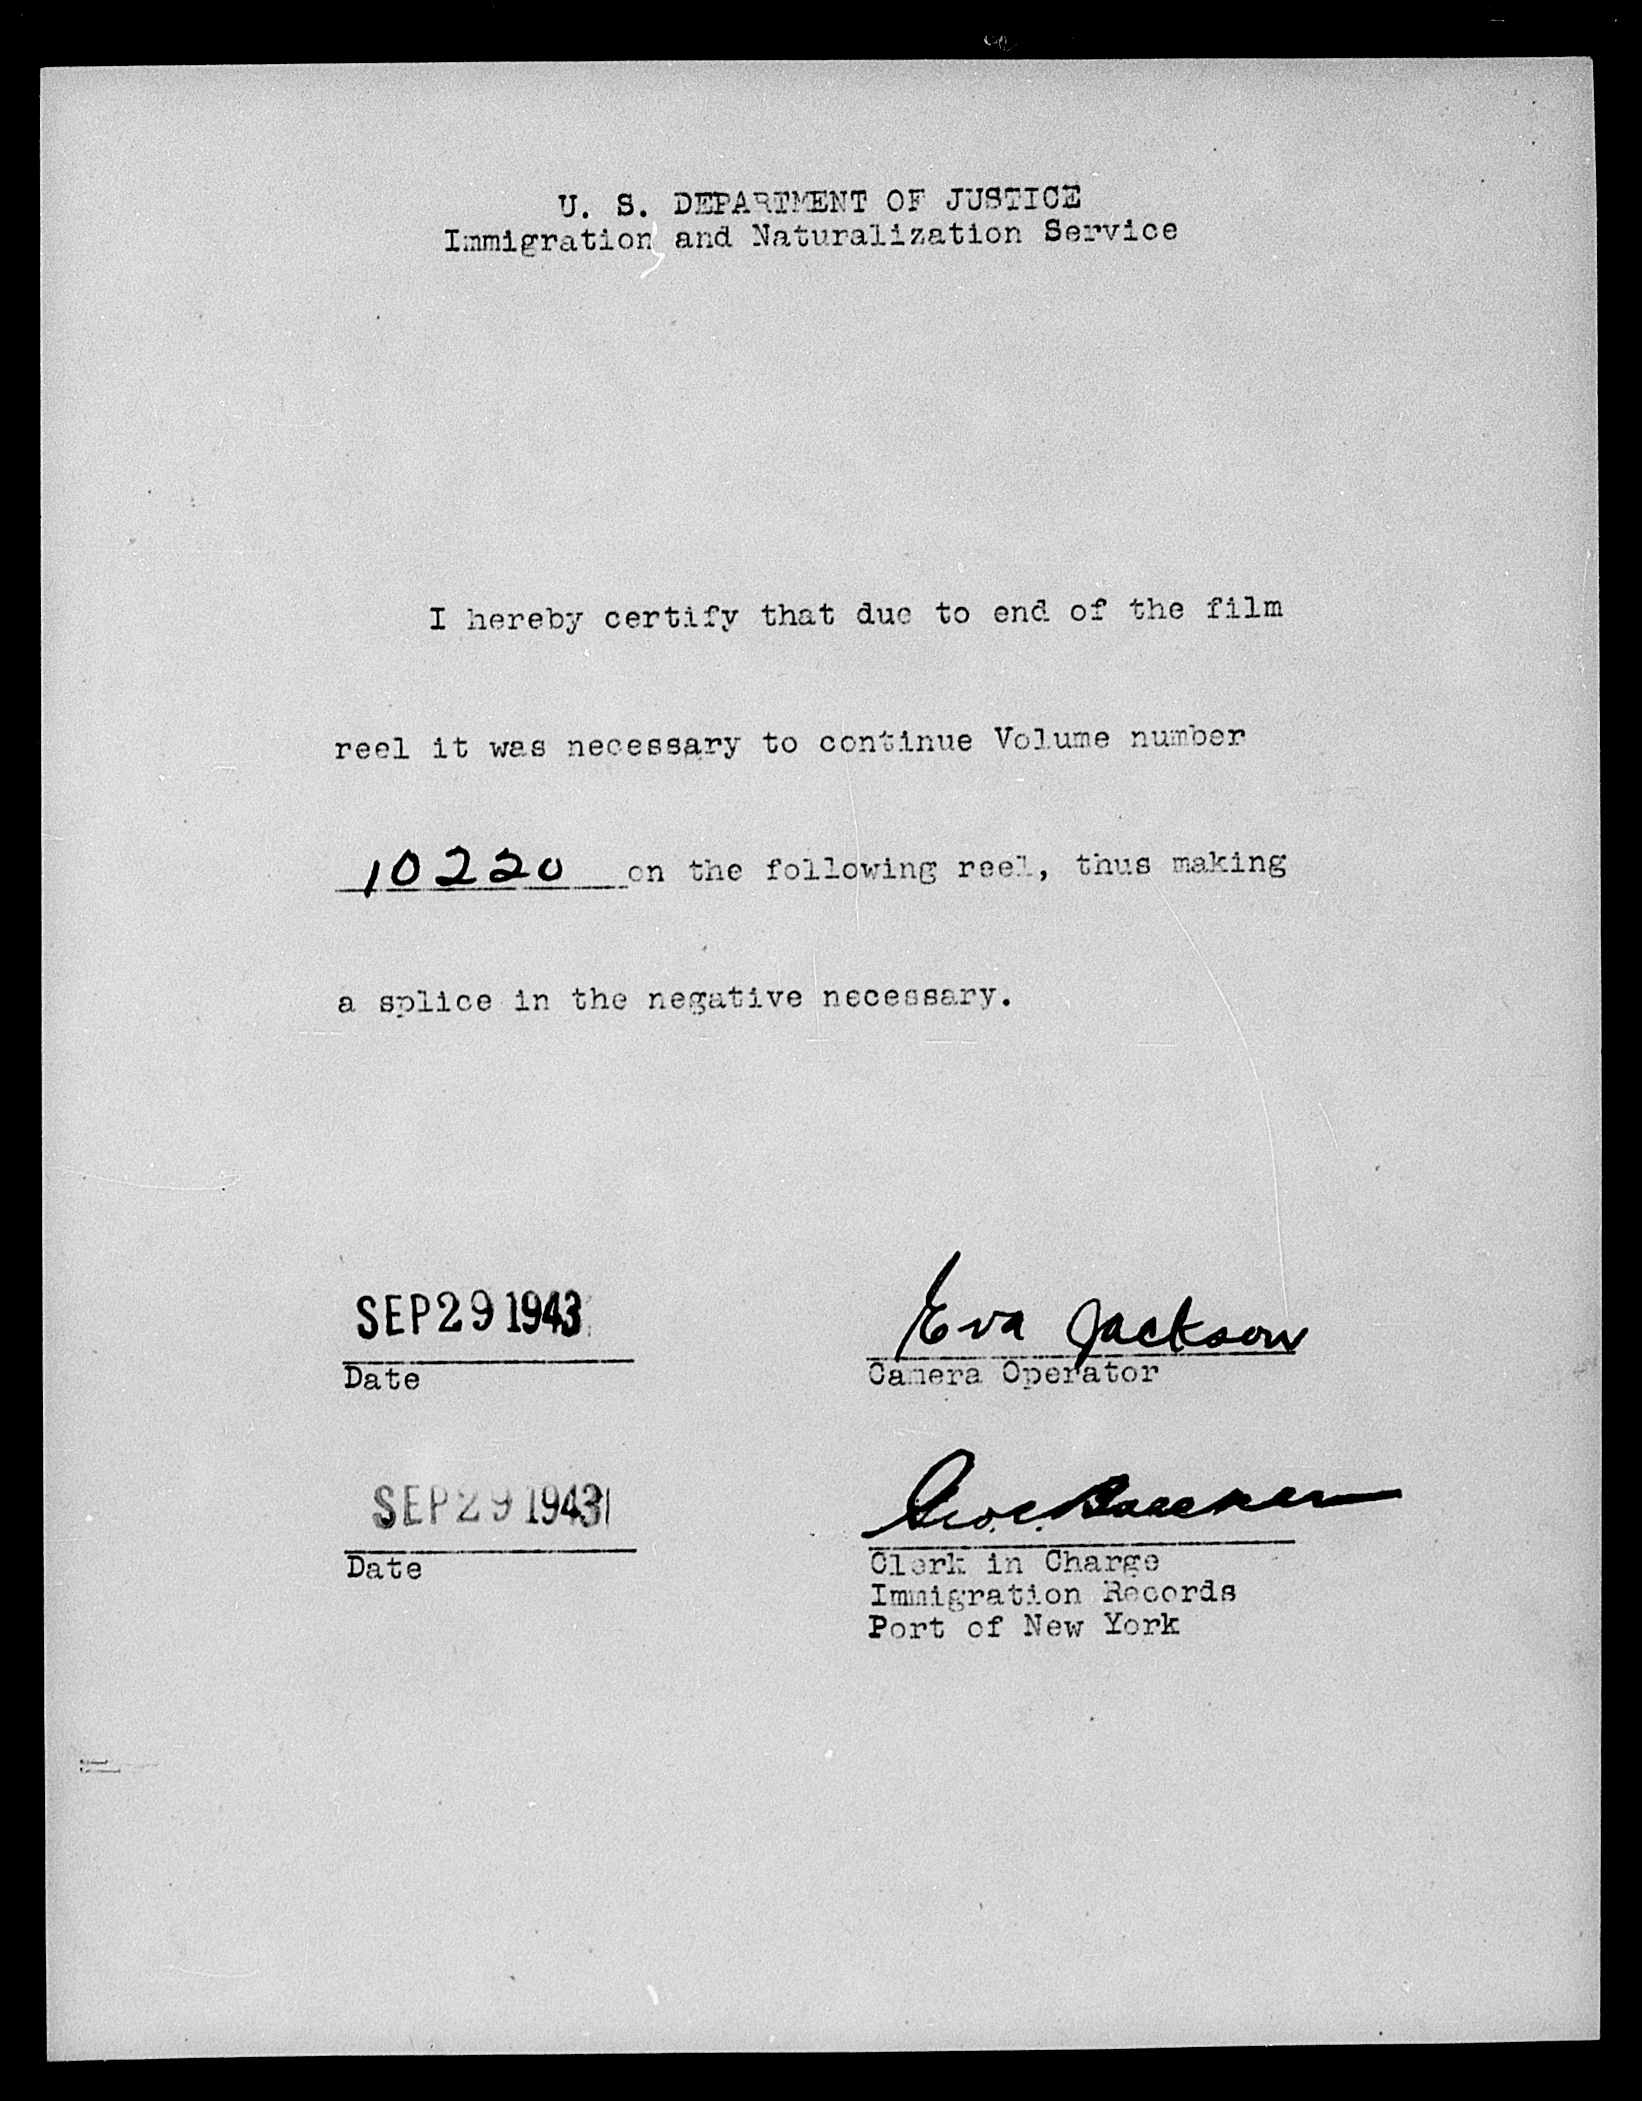 U. S. DEPARTMENT OF JUSTICE
Immigration and Naturalization Service
I hereby certify that due to end of the film
reel it was necessary to continue Volume number
10220 on the following reel, thus making
a splice in the negative necessary.
SEP 29 1943
Eva Jackson
Date
Camera Operator
SEP 29 1943
Geo. C.
Date
Clerk in Charge
Immigration Records
Port of New York